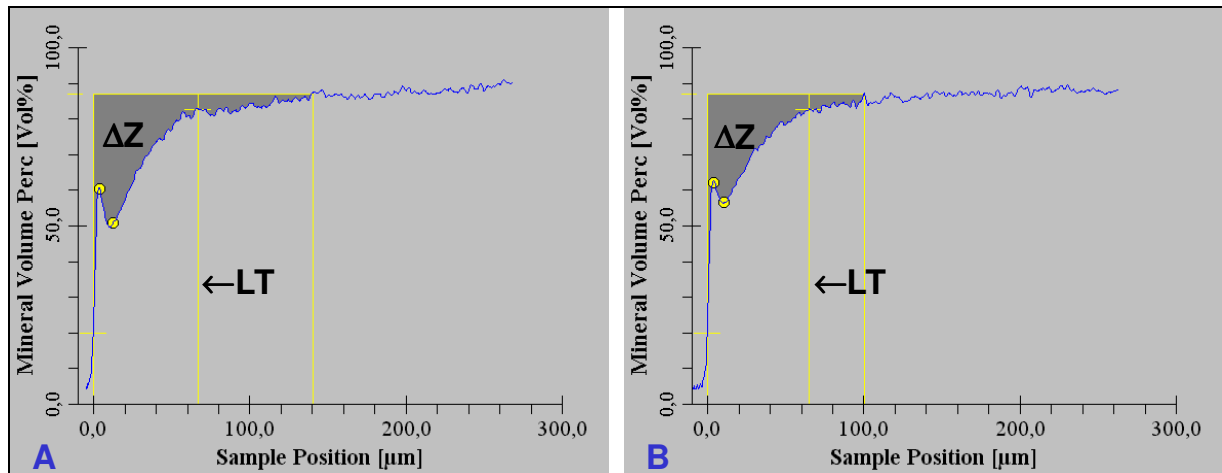 100,0
50,0
0,0
Mineral Volume Perc [Vol%]
ΔZ
←LT
0,0 100,0 200,0 300,0
Sample Position [µm]
A
100,0
50,0
0,0
Mineral Volume Perc [Vol%]
ΔZ
←LT
0,0 100,0 200,0 300,0
Sample Position [µm]
B